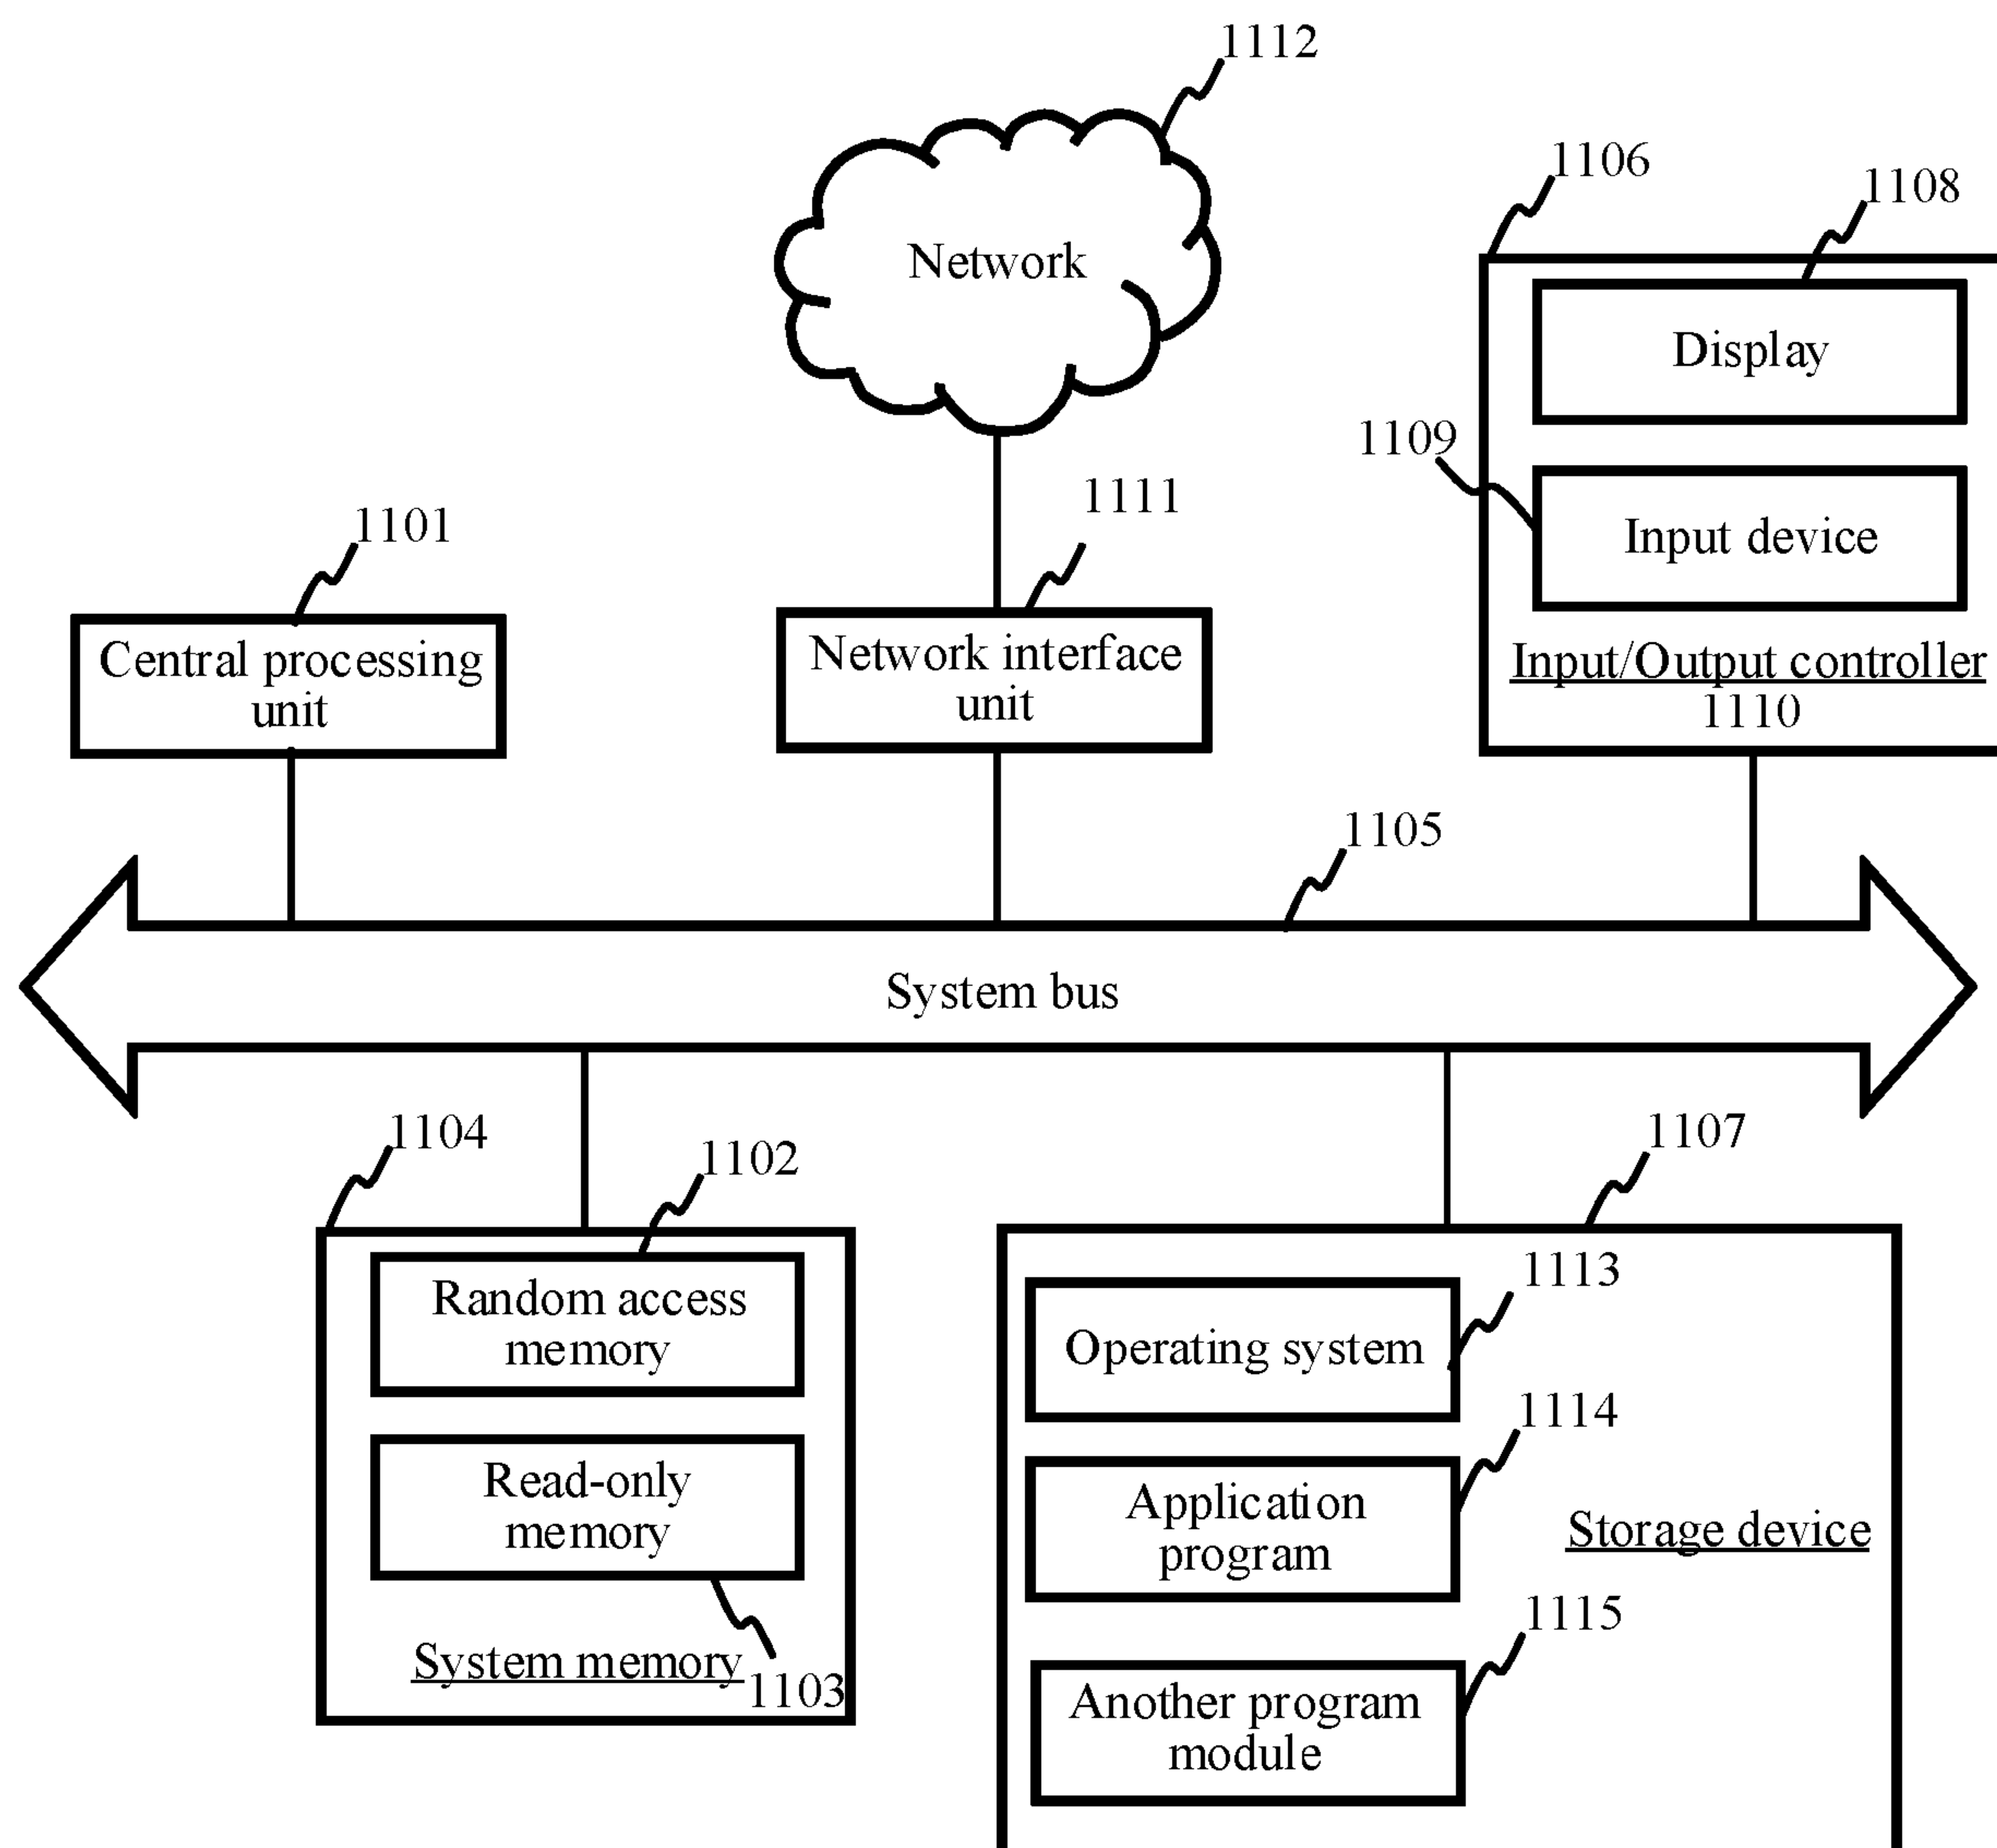 1112
Network
1106
1108
Display
1109
Input device
Input/Output controller
1110
1101
Central processing
unit
1111
Network interface
unit
1105
System bus
1104
1102
Random access
memory
Read-only
memory
System memory
1103
1107
1113
Operating system
1114
Application
program
Storage device
1115
Another program
module